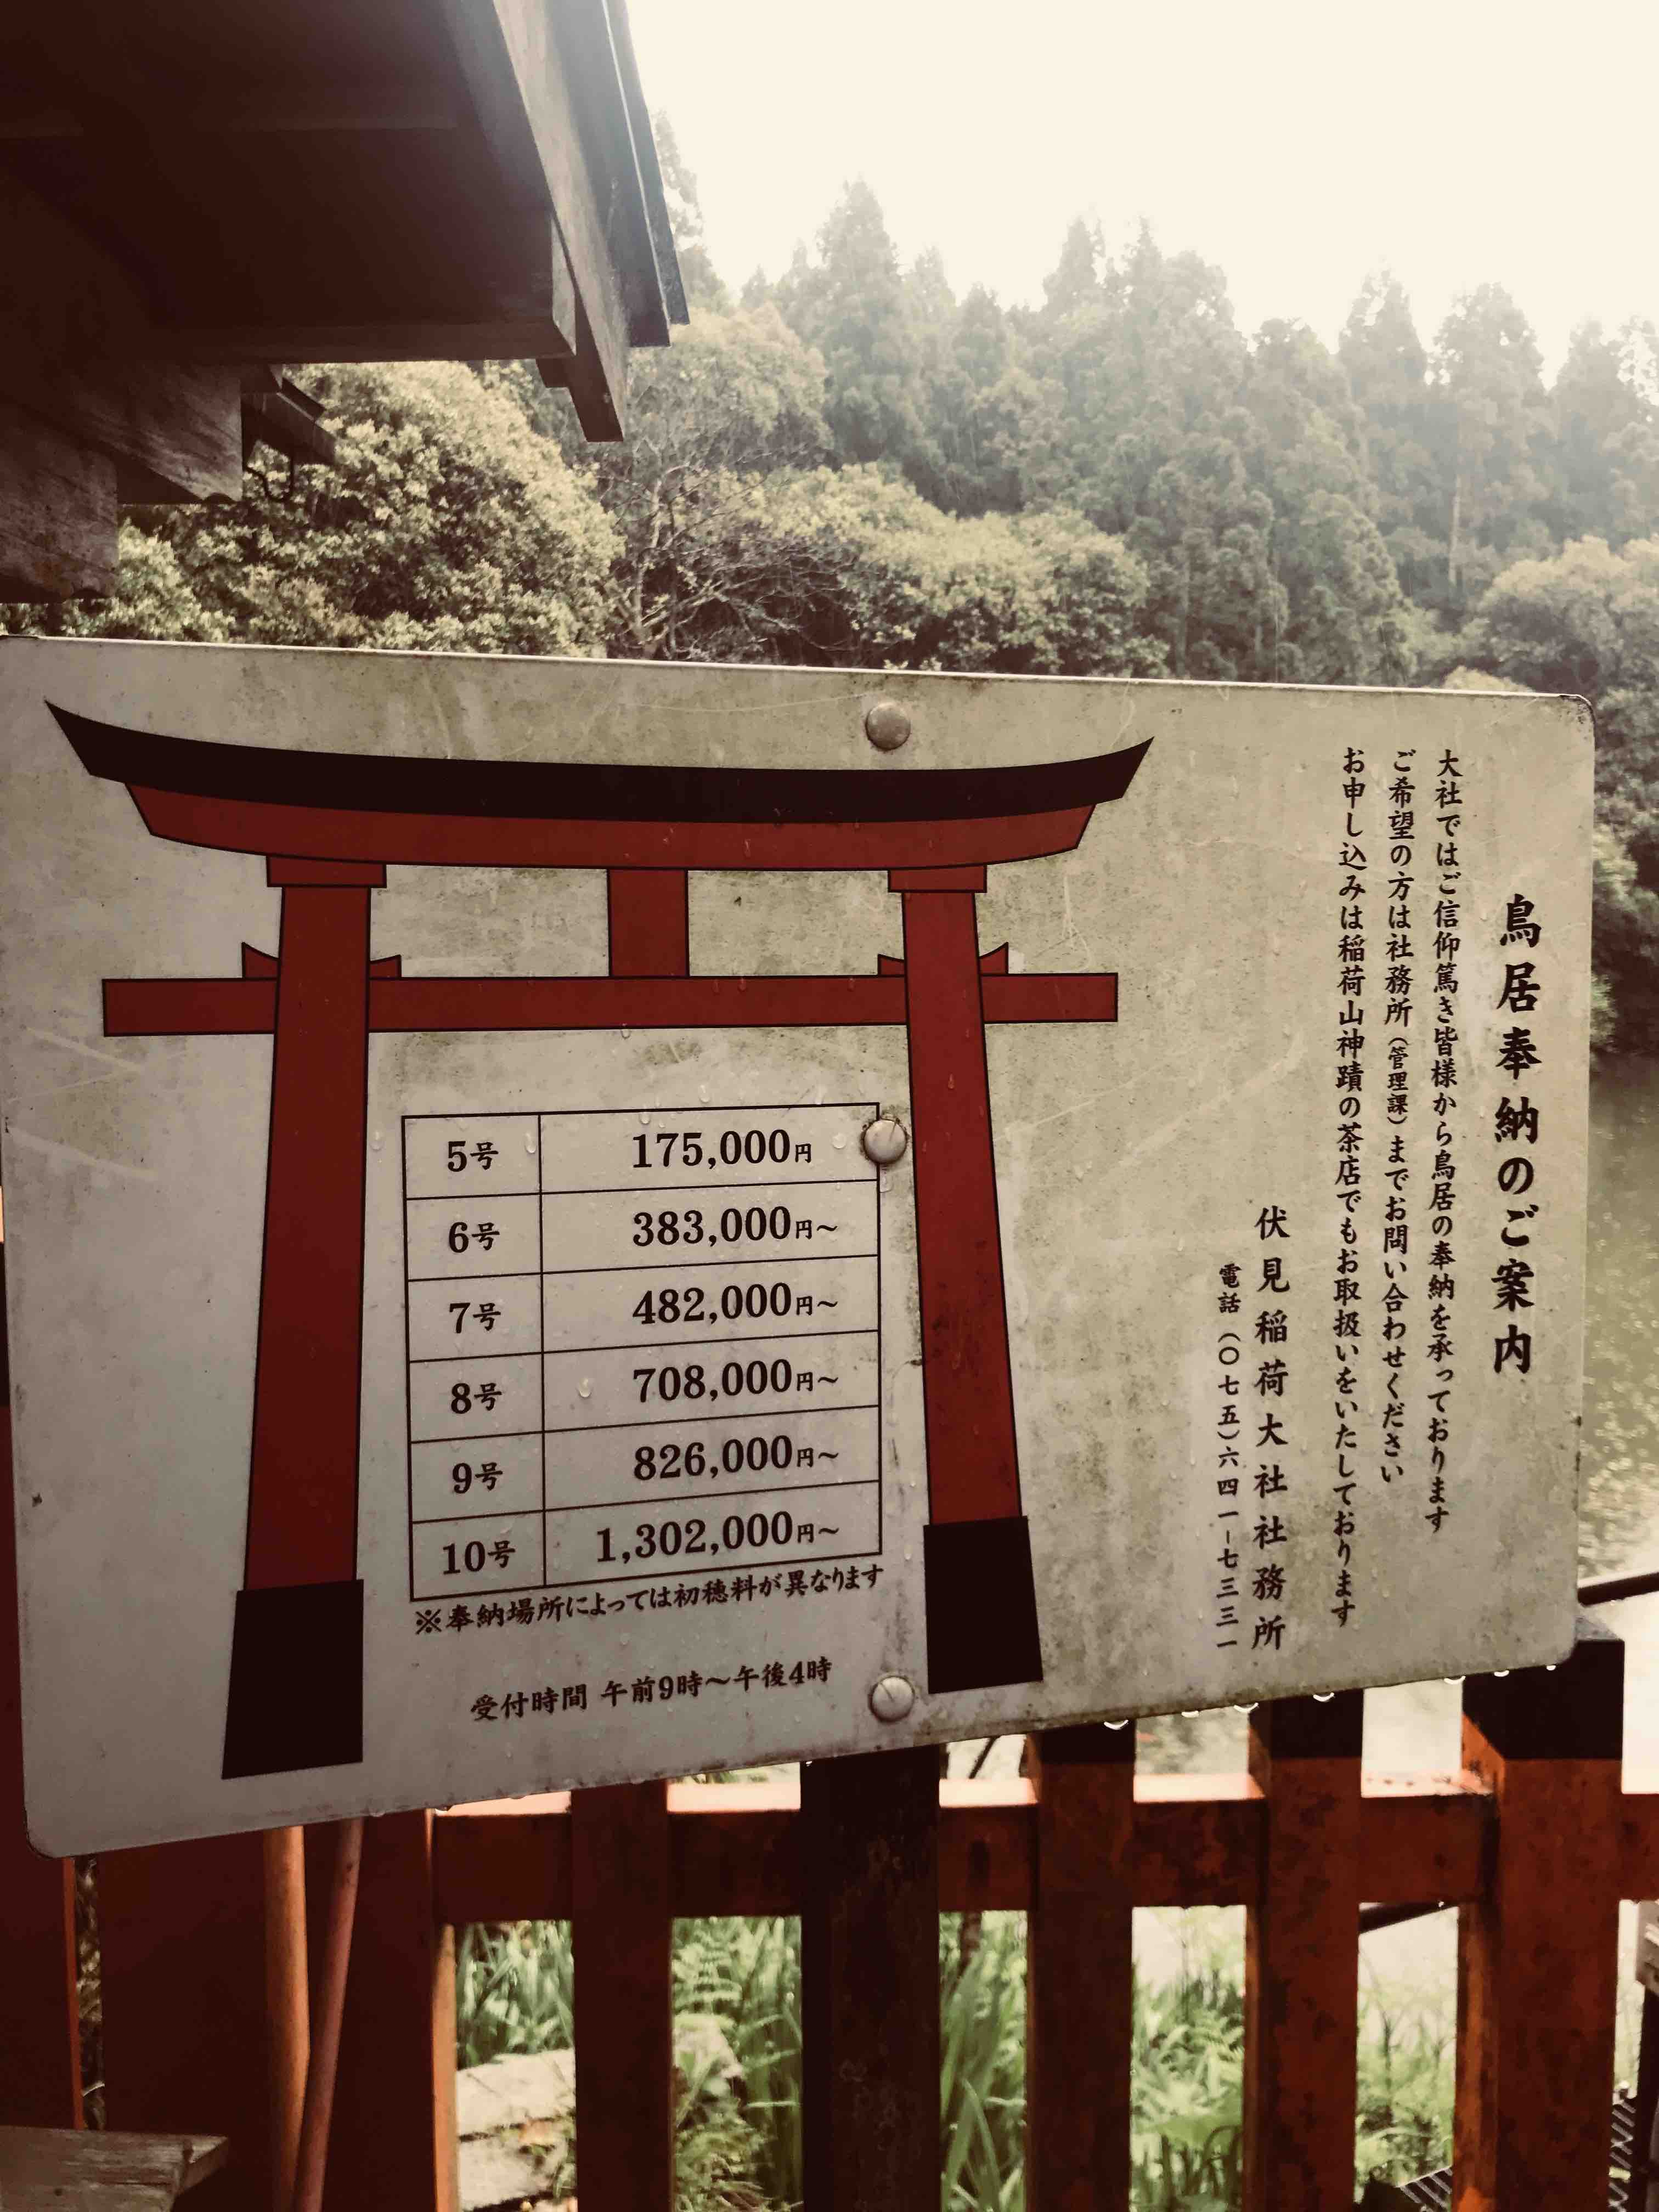 鳥居奉納のご案内
大社ではご信仰篤き皆様から鳥居の奉納を承っております
ご希望の方は社務所(管理課)までお問い合わせください
お申し込みは稲荷山神蹟の茶店でもお取扱いをいたしております
伏見稲荷大社社務所
電話(〇七五)六四一-七三三一
5号 175,000円
6号 383,000円~
7号 482,000円~
8号 708,000円~
9号 826,000円~
10号 1,302,000円~
※奉納場所によっては初穂料が異なります
受付時間 午前9時~午後4時